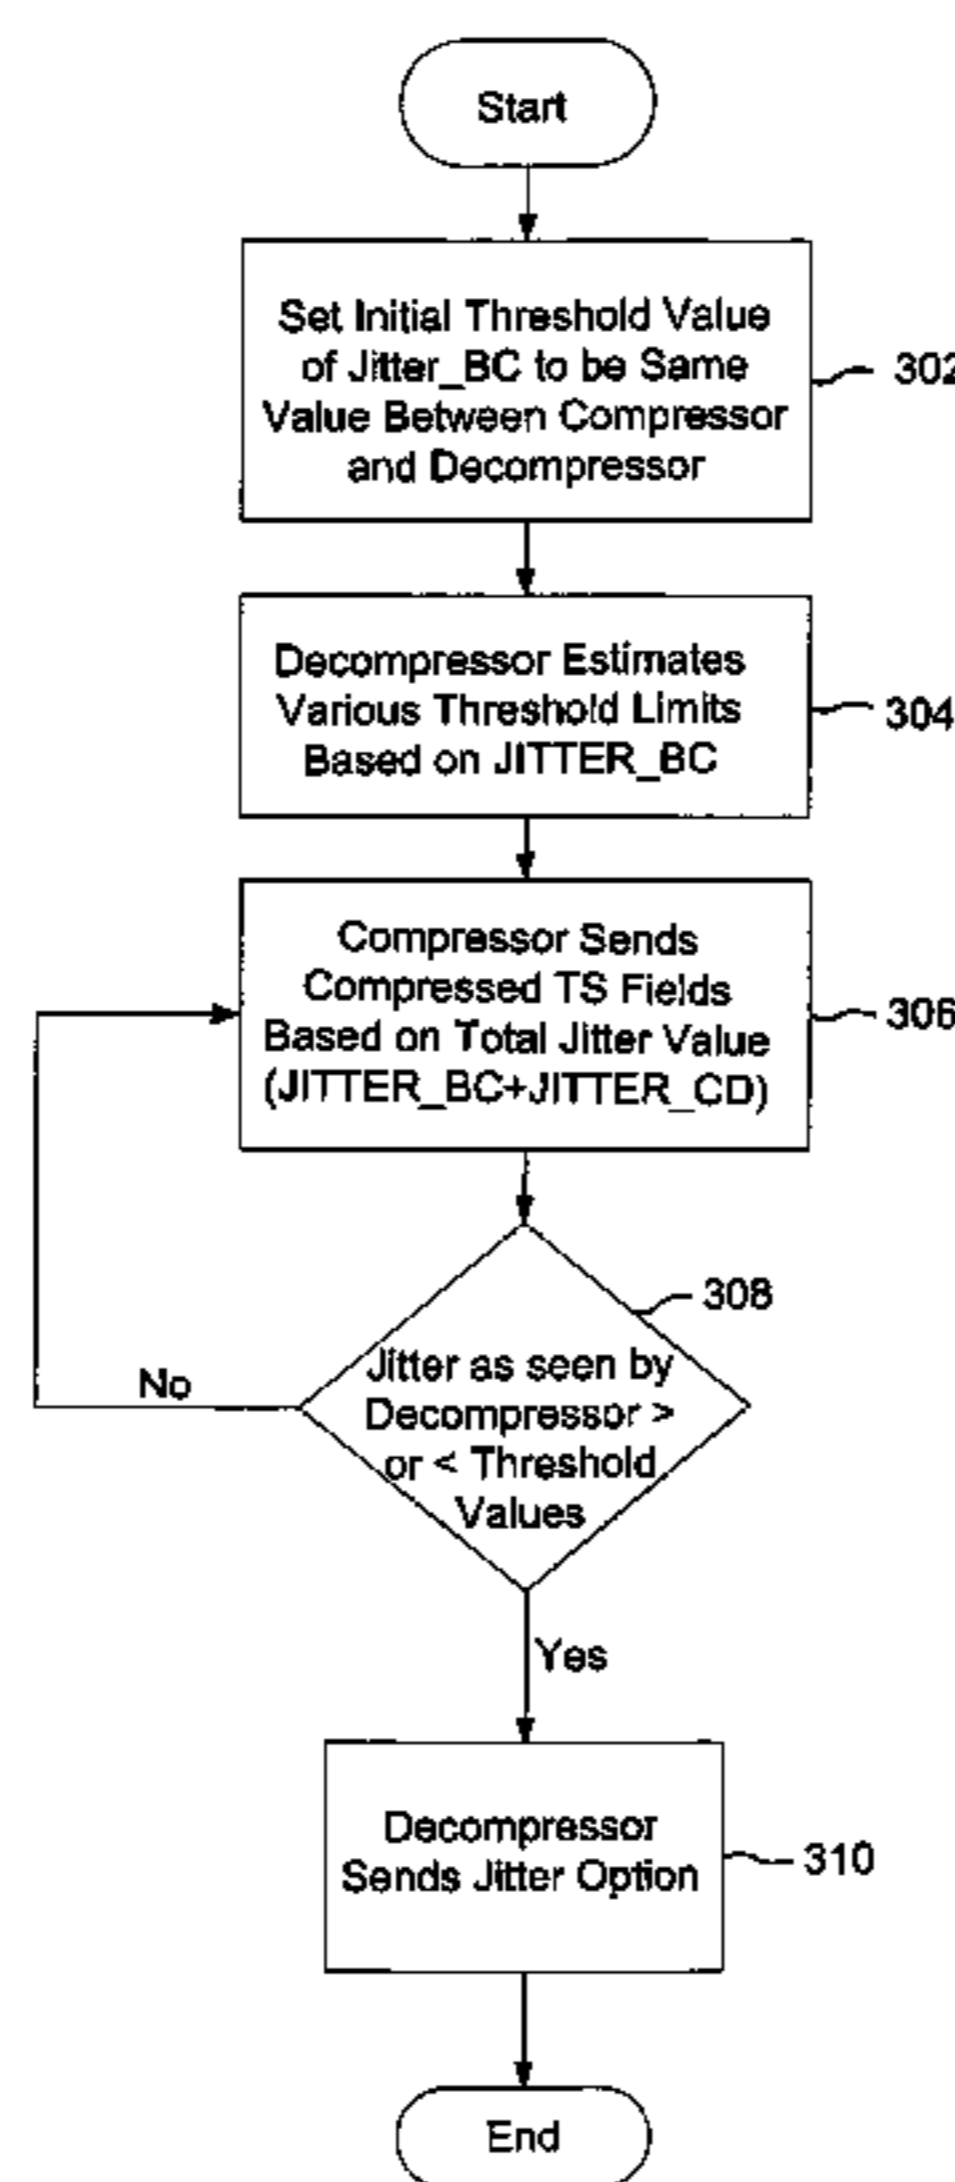 Start
Set Initial Threshold Value
of Jitter_BC to be Same
Value Between Compressor
and Decompressor
302
Decompressor Estimates
Various Threshold Limits
Based on JITTER_BC
304
Compressor Sends
Compressed TS Fields
Based on Total Jitter Value
(JITTER_BC+JITTER_CD)
306
308
Jitter as seen by
Decompressor >
or < Threshold
Values
No
Yes
Decompressor
Sends Jitter Option
310
End